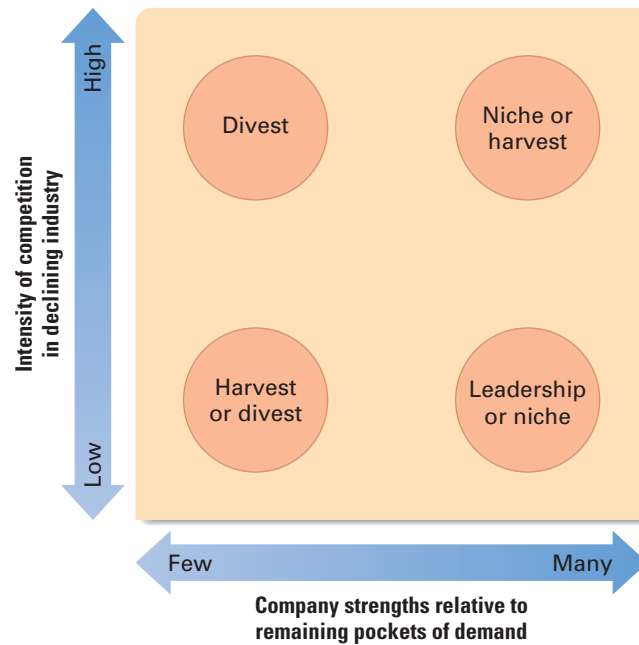 High
Intensity of competition
in declining industry
Low
Divest
Niche or
harvest
Harvest
or divest
Leadership
or niche
Few
Many
Company strengths relative to
remaining pockets of demand